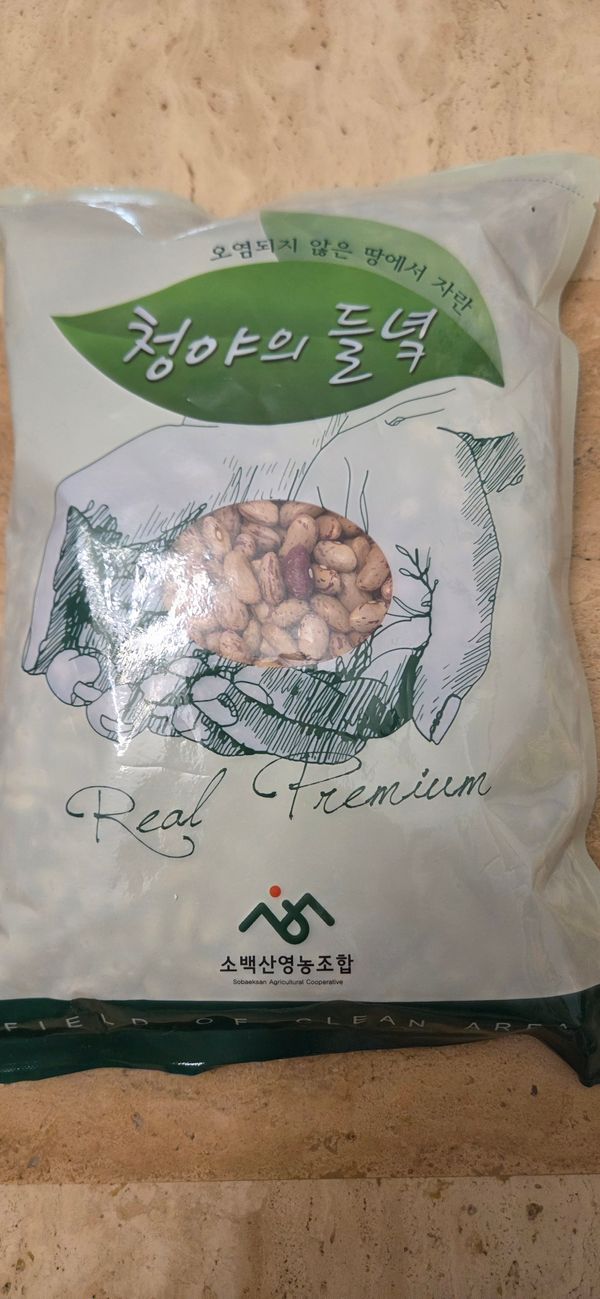 오염되지 않은 땅에서 자란
청야의 들녘
Real Premium
소백산영농조합
Sobaeksan Agricultural Cooperative
FIELD OF CLEAN AREA